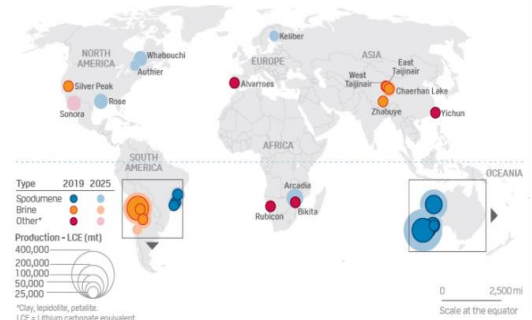 Keliber
NORTH
AMERICA
Whabouchi
Authier
EUROPE
ASIA
East
Taijinair
West
Taijinair
Silver Peak
Rose
Alvarroes
Chaerhan Lake
Sonora
Zhabuye
Yichun
AFRICA
SOUTH
AMERICA
OCEANIA
Type 2019 2025
Spodumene
Brine
Other*
Arcadia
Rubicon
Bikita
Production - LCE (mt)
400,000
200,000
100,000
50,000
25,000
*Clay, lepidolite, petalite.
LCE = Lithium carbonate equivalent
0 2,500 mi
Scale at the equator